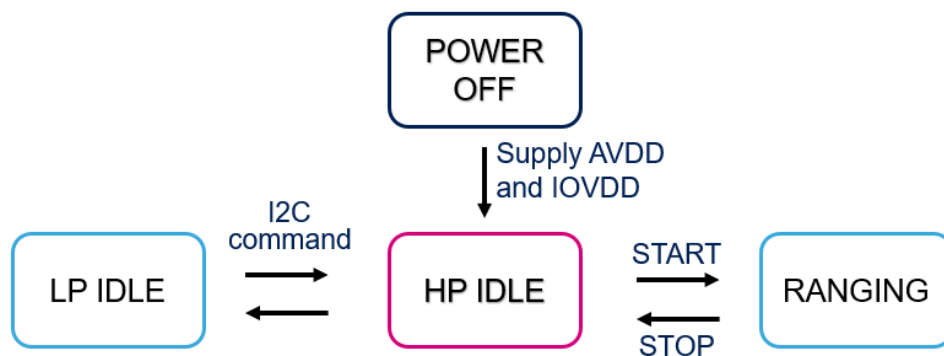 POWER
OFF
Supply AVDD
and IOVDD
I2C
command
LP IDLE
HP IDLE
START
STOP
RANGING